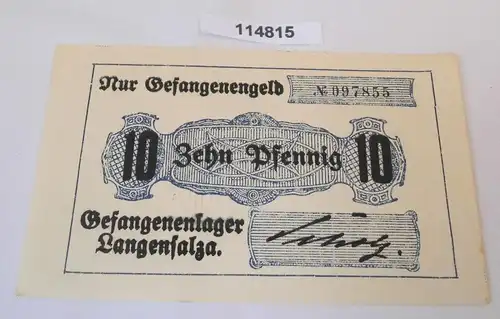 114815
Nur Gefangenengeld
№ 097855
10 Zehn Pfennig 10
Gefangenenlager
Langensalza.